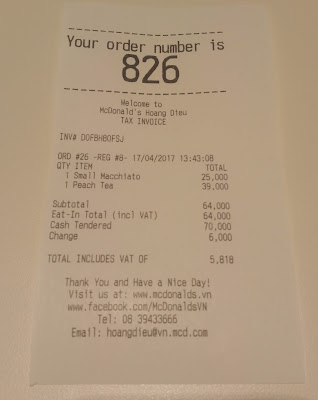 Your order number is
826
Welcome to
McDonald's Hoang Dieu
TAX INVOICE
INV# DOFBHBOFSJ
ORD #26 -REG #8- 17/04/2017 13:43:08
QTY ITEM TOTAL
1 Small Macchiato 25,000
1 Peach Tea 39,000
Subtotal 64,000
Eat-In Total (incl VAT) 64,000
Cash Tendered 70,000
Change 6,000
TOTAL INCLUDES VAT OF 5,818
Thank You and Have a Nice Day!
Visit us at: www.mcdonalds.vn
www.facebook.com/McDonaldsVN
Tel: 08 39433666
Email: hoangdieu@vn.mcd.com